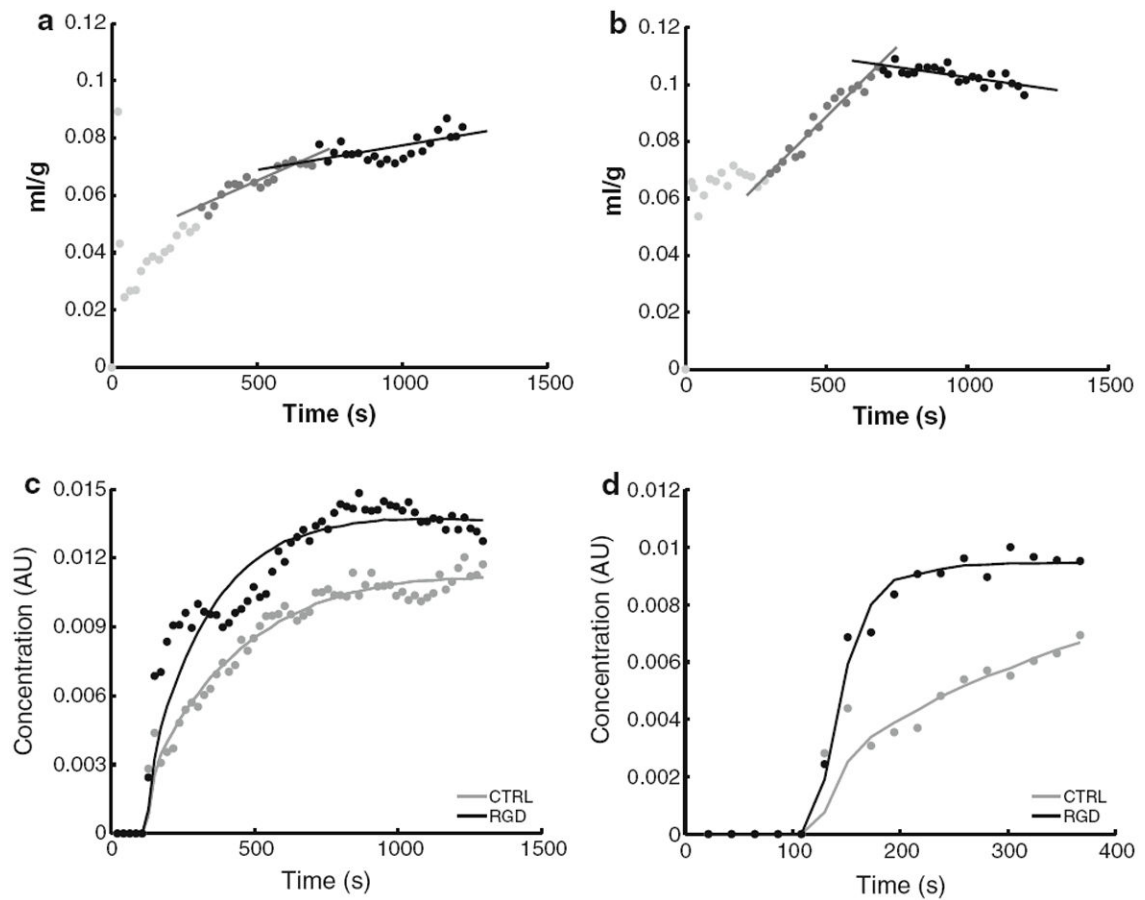 a
0.12
0.1
0.08
0.06
0.04
0.02
0
ml/g
0 500 1000 1500
Time (s)
b
0.12
0.1
0.08
0.06
0.04
0.02
0
ml/g
0 500 1000 1500
Time (s)
c
0.015
0.012
0.009
0.006
0.003
0
Concentration (AU)
CTRL
RGD
0 500 1000 1500
Time (s)
d
0.012
0.01
0.008
0.006
0.004
0.002
0
Concentration (AU)
CTRL
RGD
0 100 200 300 400
Time (s)